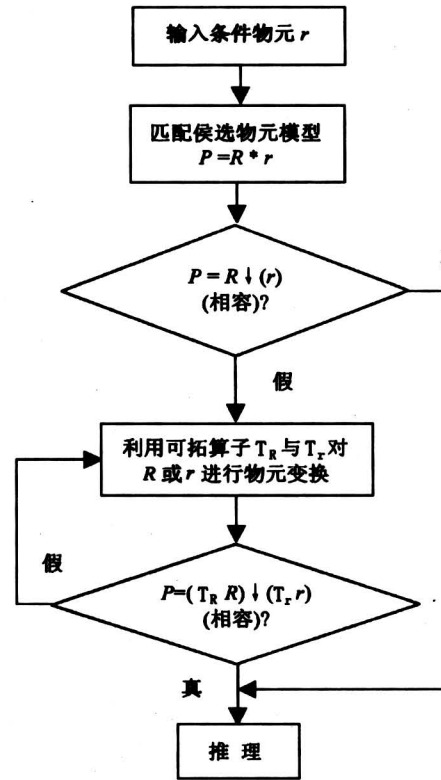 输入条件物元 r
匹配侯选物元模型
P =R * r
P = R ↓ (r)
(相容)?
假
利用可拓算子 T_R 与 T_r 对
R 或 r 进行物元变换
假
P=( T_R R) ↓ (T_r r)
(相容)?
真
推 理